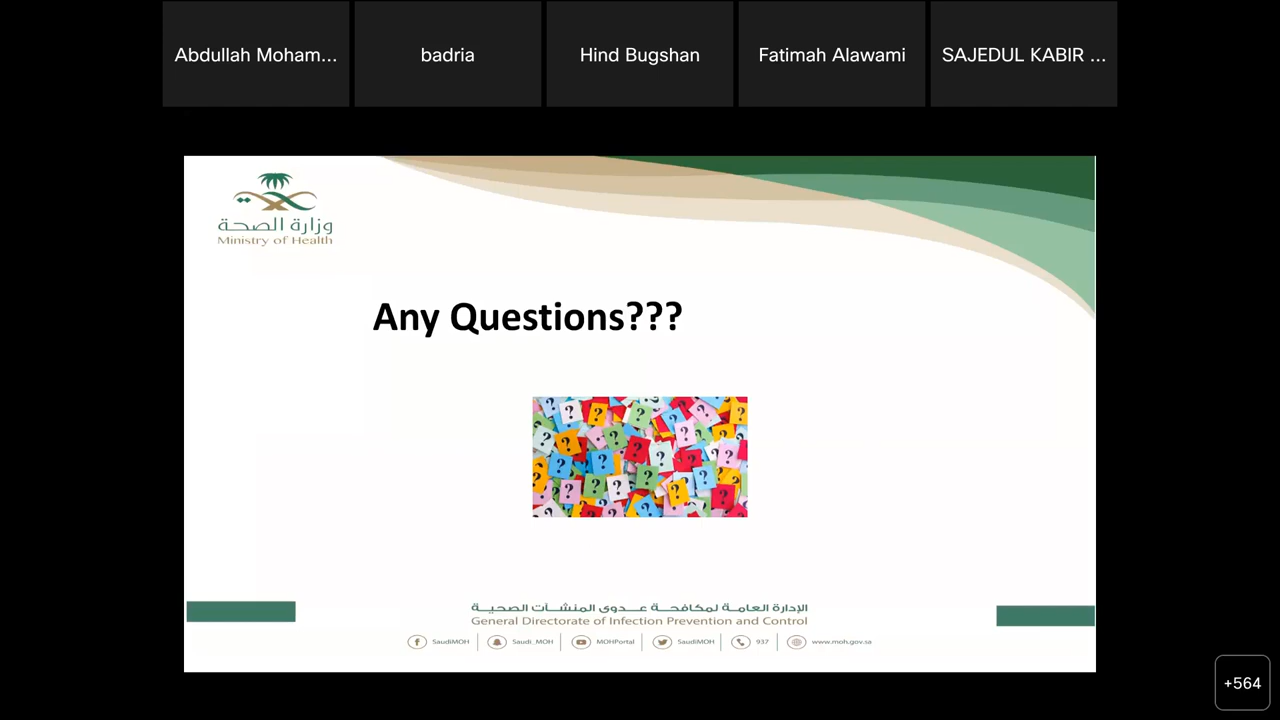 Abdullah Moham...
badria
Hind Bugshan
Fatimah Alawami
SAJEDUL KABIR ...
وزارة الصحة
Ministry of Health
Any Questions???
الإدارة العامة لمكافحة عدوى المنشآت الصحية
General Directorate of Infection Prevention and Control
SaudiMOH
Saudi_MOH
MOHPortal
SaudiMOH
937
www.moh.gov.sa
+564